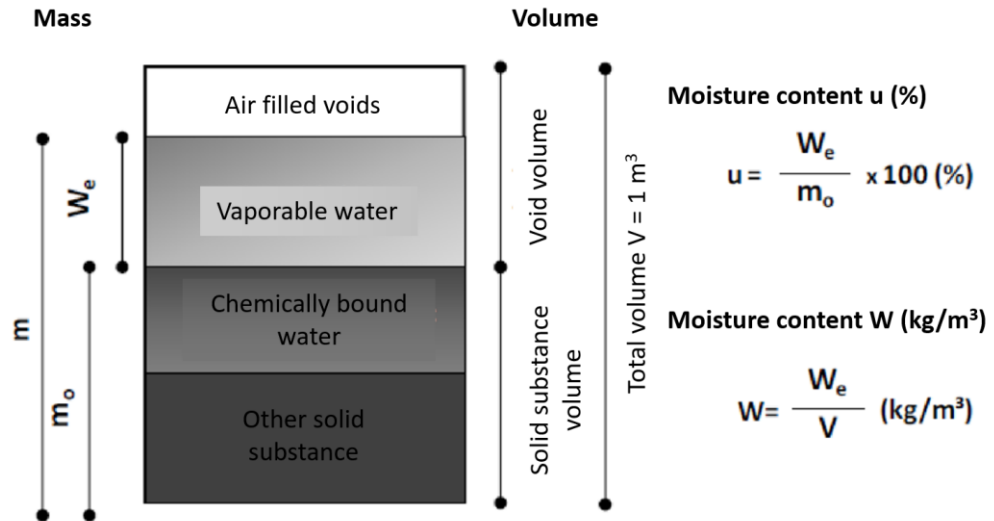 Mass
Volume
Air filled voids
Vaporable water
Chemically bound
water
Other solid
substance
Wₑ
m
mₒ
Void volume
Solid substance
volume
Total volume V = 1 m³
Moisture content u (%)
u = Wₑ / mₒ x 100 (%)
Moisture content W (kg/m³)
W= Wₑ / V (kg/m³)